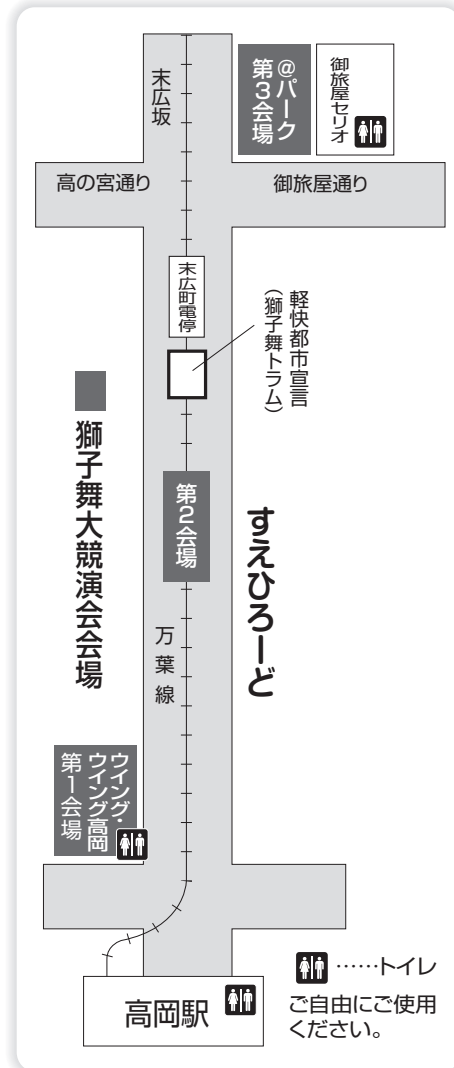 末広坂
@パーク
第3会場
御旅屋セリオ
高の宮通り
御旅屋通り
末広町電停
軽快都市宣言
（獅子舞トラム）
獅子舞大競演会会場
第2会場
すえひろーど
万葉線
ウイング・
ウイング高岡
第1会場
高岡駅
……トイレ
ご自由にご使用
ください。